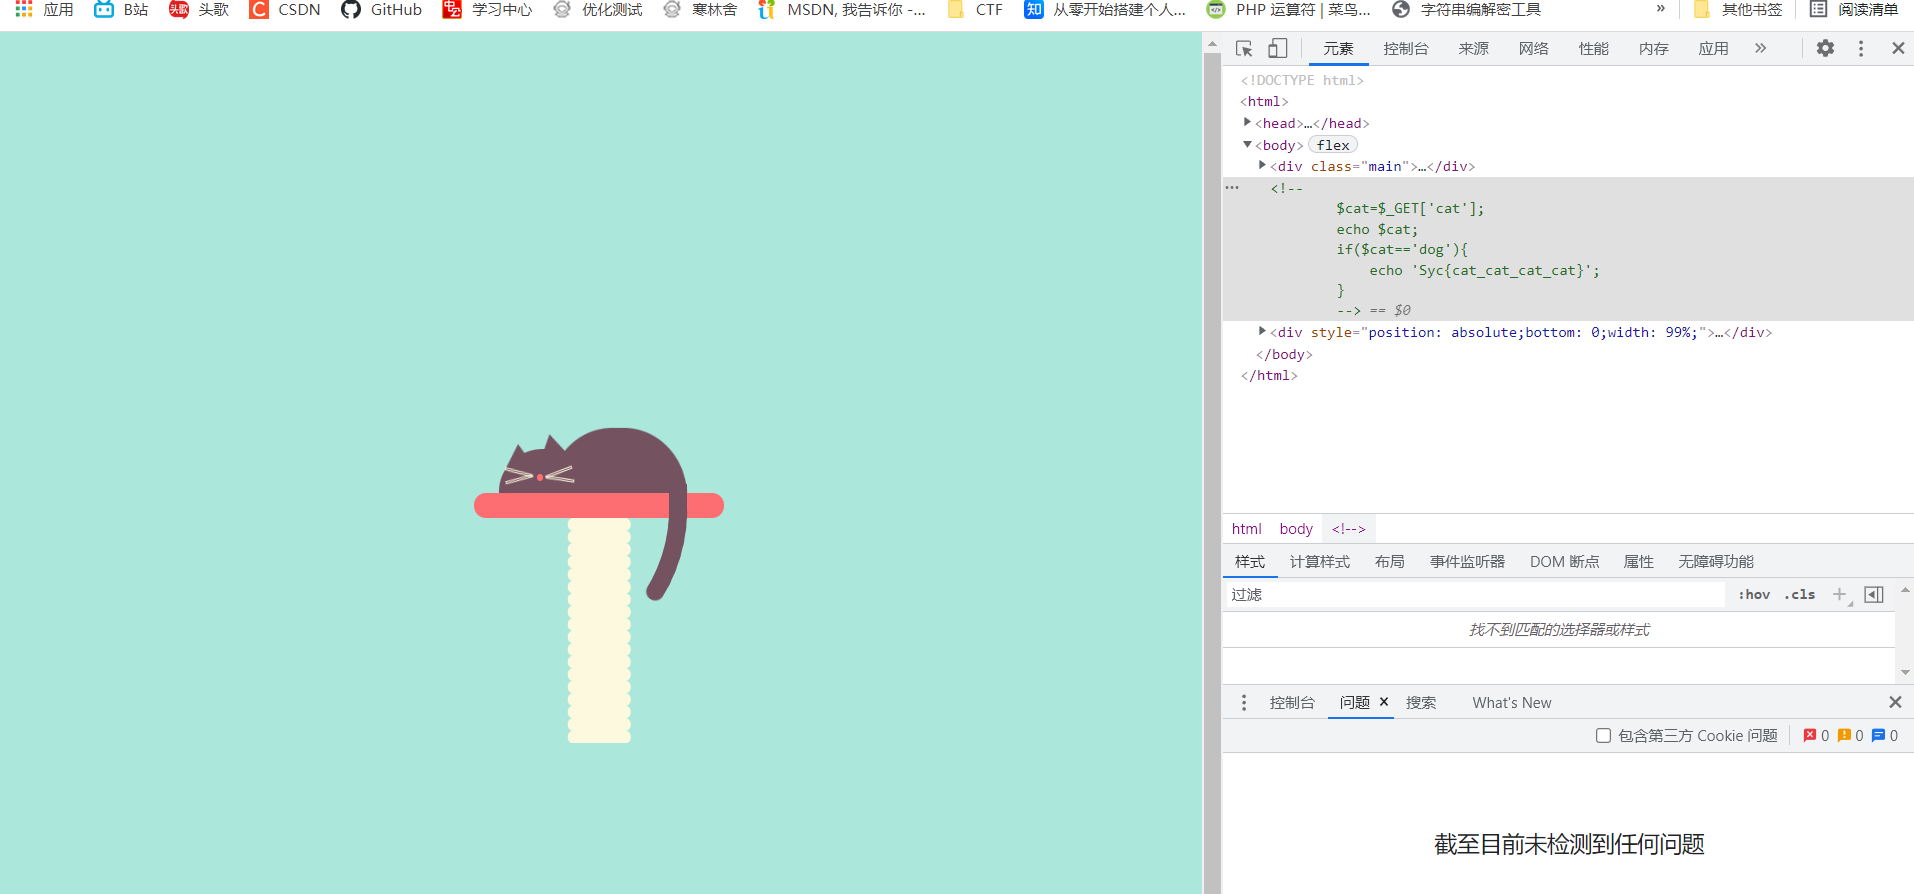 应用 B站 头歌 CSDN GitHub 学习中心 优化测试 寒林舍 MSDN, 我告诉你 -... CTF 从零开始搭建个人... PHP 运算符 | 菜鸟... 字符串编解密工具 » 其他书签 阅读清单
元素 控制台 来源 网络 性能 内存 应用 »
<!DOCTYPE html>
<html>
<head>…</head>
<body> flex
<div class="main">…</div>
<!--
$cat=$_GET['cat'];
echo $cat;
if($cat=='dog'){
echo 'Syc{cat_cat_cat_cat}';
}
--> == $0
<div style="position: absolute;bottom: 0;width: 99%;">…</div>
</body>
</html>
html body <!-->
样式 计算样式 布局 事件监听器 DOM 断点 属性 无障碍功能
过滤 :hov .cls
找不到匹配的选择器或样式
控制台 问题 × 搜索 What's New
包含第三方 Cookie 问题 0 0 0
截至目前未检测到任何问题